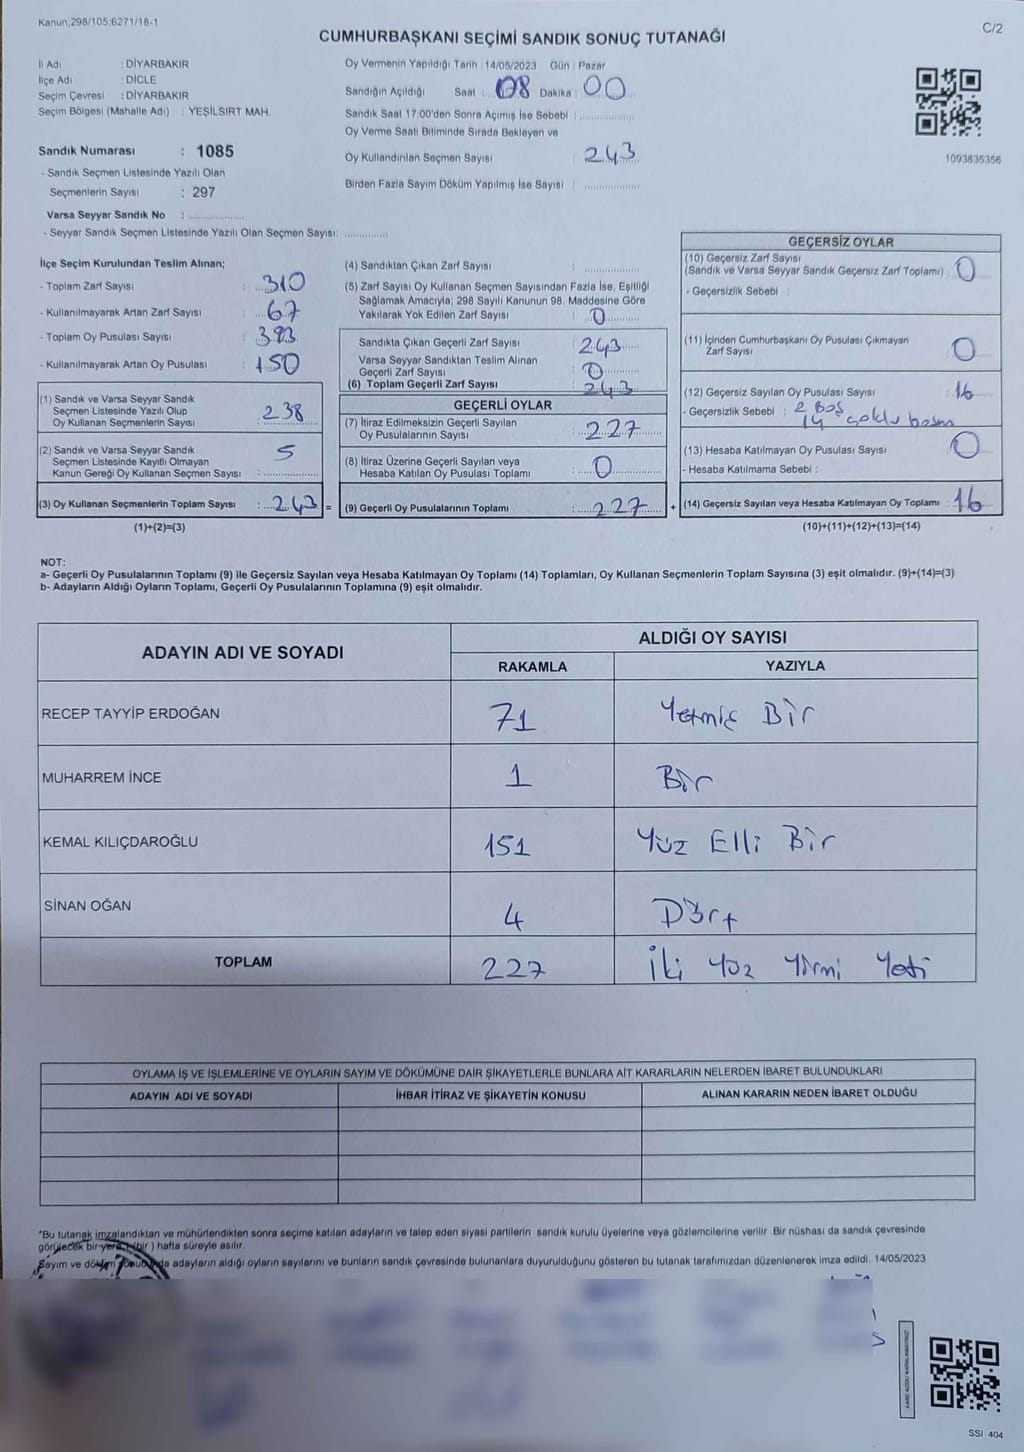 Kanun;298/105;6271/18-1
C/2
CUMHURBAŞKANI SEÇİMİ SANDIK SONUÇ TUTANAĞI
İl Adı : DİYARBAKIR
İlçe Adı : DİCLE
Seçim Çevresi : DİYARBAKIR
Seçim Bölgesi (Mahalle Adı) : YEŞİLSIRT MAH.
Sandık Numarası : 1085
- Sandık Seçmen Listesinde Yazılı Olan
Seçmenlerin Sayısı : 297
Varsa Seyyar Sandık No : ................
- Seyyar Sandık Seçmen Listesinde Yazılı Olan Seçmen Sayısı: ............
Oy Vermenin Yapıldığı Tarih : 14/05/2023 Gün : Pazar
Sandığın Açıldığı Saat : 08 Dakika : 00
Sandık Saat 17:00'den Sonra Açımış İse Sebebi : ................
Oy Verme Saati Bitiminde Sırada Bekleyen ve
Oy Kullandırılan Seçmen Sayısı : 243
Birden Fazla Sayım Döküm Yapılmış İse Sayısı : ................
1093836356
İlçe Seçim Kurulundan Teslim Alınan;
- Toplam Zarf Sayısı : 310
- Kullanılmayarak Artan Zarf Sayısı : 67
- Toplam Oy Pusulası Sayısı : 393
- Kullanılmayarak Artan Oy Pusulası : 150
(1) Sandık ve Varsa Seyyar Sandık
Seçmen Listesinde Yazılı Olup
Oy Kullanan Seçmenlerin Sayısı : 238
(2) Sandık ve Varsa Seyyar Sandık
Seçmen Listesinde Kayıtlı Olmayan
Kanun Gereği Oy Kullanan Seçmen Sayısı : 5
(3) Oy Kullanan Seçmenlerin Toplam Sayısı : 243 =
(1)+(2)=(3)
(4) Sandıktan Çıkan Zarf Sayısı : ................
(5) Zarf Sayısı Oy Kullanan Seçmen Sayısından Fazla İse, Eşitliği
Sağlamak Amacıyla; 298 Sayılı Kanunun 98. Maddesine Göre
Yakılarak Yok Edilen Zarf Sayısı : 0
Sandıkta Çıkan Geçerli Zarf Sayısı : 243
Varsa Seyyar Sandıktan Teslim Alınan
Geçerli Zarf Sayısı : 0
(6) Toplam Geçerli Zarf Sayısı : 243
GEÇERLİ OYLAR
(7) İtiraz Edilmeksizin Geçerli Sayılan
Oy Pusulalarının Sayısı : 227
(8) İtiraz Üzerine Geçerli Sayılan veya
Hesaba Katılan Oy Pusulası Toplamı : 0
(9) Geçerli Oy Pusulalarının Toplamı : 227 +
GEÇERSİZ OYLAR
(10) Geçersiz Zarf Sayısı
(Sandık ve Varsa Seyyar Sandık Geçersiz Zarf Toplamı) : 0
- Geçersizlik Sebebi :
(11) İçinden Cumhurbaşkanı Oy Pusulası Çıkmayan
Zarf Sayısı : 0
(12) Geçersiz Sayılan Oy Pusulası Sayısı : 16
- Geçersizlik Sebebi : 2 Boş
14 çoklu basım
(13) Hesaba Katılmayan Oy Pusulası Sayısı : 0
- Hesaba Katılmama Sebebi :
(14) Geçersiz Sayılan veya Hesaba Katılmayan Oy Toplamı : 16
(10)+(11)+(12)+(13)=(14)
NOT:
a- Geçerli Oy Pusulalarının Toplamı (9) ile Geçersiz Sayılan veya Hesaba Katılmayan Oy Toplamı (14) Toplamları, Oy Kullanan Seçmenlerin Toplam Sayısına (3) eşit olmalıdır. (9)+(14)=(3)
b- Adayların Aldığı Oyların Toplamı, Geçerli Oy Pusulalarının Toplamına (9) eşit olmalıdır.
ADAYIN ADI VE SOYADI ALDIĞI OY SAYISI
RAKAMLA YAZIYLA
RECEP TAYYİP ERDOĞAN 71 Yetmiş Bir
MUHARREM İNCE 1 Bir
KEMAL KILIÇDAROĞLU 151 Yüz Elli Bir
SİNAN OĞAN 4 Dört
TOPLAM 227 İki Yüz Yirmi Yedi
OYLAMA İŞ VE İŞLEMLERİNE VE OYLARIN SAYIM VE DÖKÜMÜNE DAİR ŞİKAYETLERLE BUNLARA AİT KARARLARIN NELERDEN İBARET BULUNDUKLARI
ADAYIN ADI VE SOYADI İHBAR İTİRAZ VE ŞİKAYETİN KONUSU ALINAN KARARIN NEDEN İBARET OLDUĞU
*Bu tutanak imzalandıktan ve mühürlendikten sonra seçime katılan adayların ve talep eden siyasi partilerin sandık kurulu üyelerine veya gözlemcilerine verilir. Bir nüshası da sandık çevresinde
görülecek bir yere 1 (bir) hafta süreyle asılır.
Sayım ve döküm sonucunda adayların aldığı oyların sayılarını ve bunların sandık çevresinde bulunanlara duyurulduğunu gösteren bu tutanak tarafımızdan düzenlenerek imza edildi. 14/05/2023
SSI 404